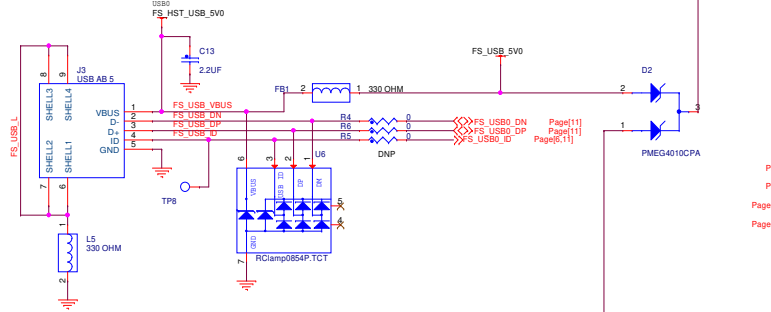 USB0
FS_HST_USB_5V0
C13
2.2UF
J3
USB AB 5
8
9
SHELL3
SHELL4
SHELL2
SHELL1
7
6
VBUS
D-
D+
ID
GND
1
2
3
4
5
FS_USB_VBUS
FS_USB_DN
FS_USB_DP
FS_USB_ID
FS_USB_L
FB1
2
1
330 OHM
FS_USB_5V0
D2
2
1
3
PMEG4010CPA
R4
R6
R5
0
0
0
DNP
FS_USB0_DN
FS_USB0_DP
FS_USB0_ID
Page[11]
Page[11]
Page[6,11]
TP8
U6
6
3
2
1
VBUS
USB ID
DP
DM
5
4
GND
7
RClamp0854P.TCT
1
L5
330 OHM
2
P
P
Page
Page